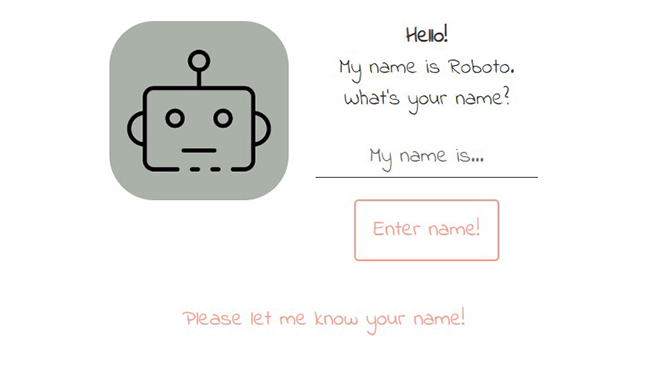 Hello!
My name is Roboto.
What's your name?
My name is...
Enter name!
Please let me know your name!